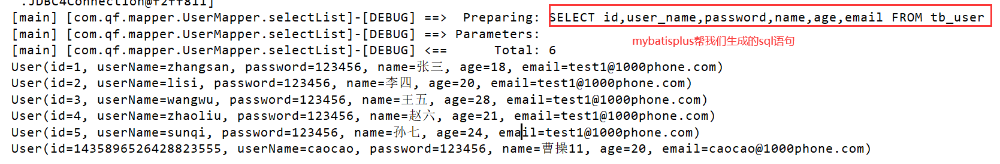 .JDBC4Connection@f2ff811]
[main] [com.qf.mapper.UserMapper.selectList]-[DEBUG] ==>  Preparing: SELECT id,user_name,password,name,age,email FROM tb_user
[main] [com.qf.mapper.UserMapper.selectList]-[DEBUG] ==> Parameters:
mybatisplus帮我们生成的sql语句
[main] [com.qf.mapper.UserMapper.selectList]-[DEBUG] <==      Total: 6
User(id=1, userName=zhangsan, password=123456, name=张三, age=18, email=test1@1000phone.com)
User(id=2, userName=lisi, password=123456, name=李四, age=20, email=test1@1000phone.com)
User(id=3, userName=wangwu, password=123456, name=王五, age=28, email=test1@1000phone.com)
User(id=4, userName=zhaoliu, password=123456, name=赵六, age=21, email=test1@1000phone.com)
User(id=5, userName=sunqi, password=123456, name=孙七, age=24, email=test1@1000phone.com)
User(id=1435896526428823555, userName=caocao, password=123456, name=曹操11, age=20, email=caocao@1000phone.com)